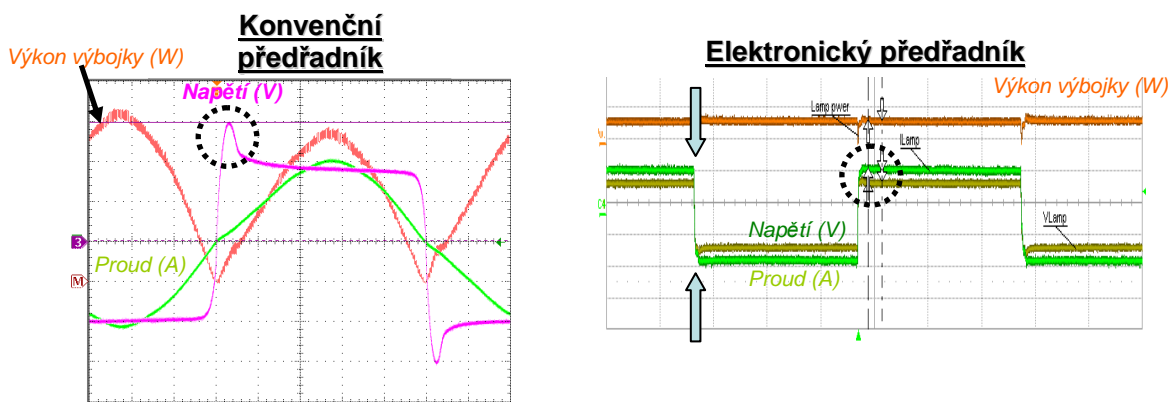 Konvenční
předřadník
Výkon výbojky (W)
Napětí (V)
Proud (A)
3
M
Elektronický předřadník
Výkon výbojky (W)
Lamp power
ILamp
Napětí (V)
VLamp
Proud (A)